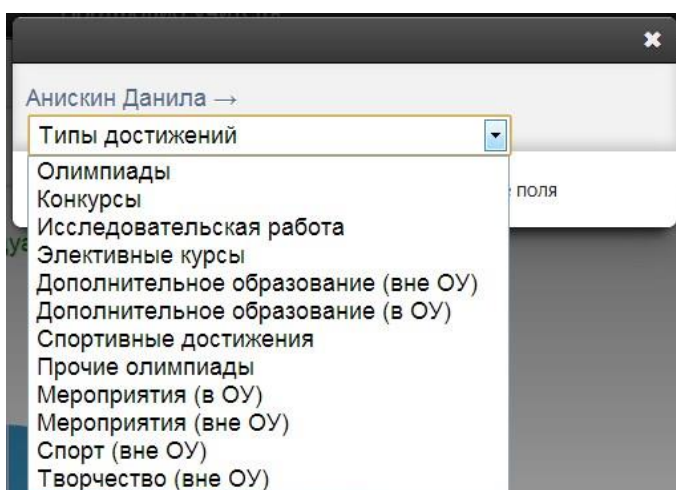 Анискин Данила →
Типы достижений
Олимпиады
Конкурсы
поля
Исследовательская работа
Элективные курсы
Дополнительное образование (вне ОУ)
Дополнительное образование (в ОУ)
Спортивные достижения
Прочие олимпиады
Мероприятия (в ОУ)
Мероприятия (вне ОУ)
Спорт (вне ОУ)
Творчество (вне ОУ)